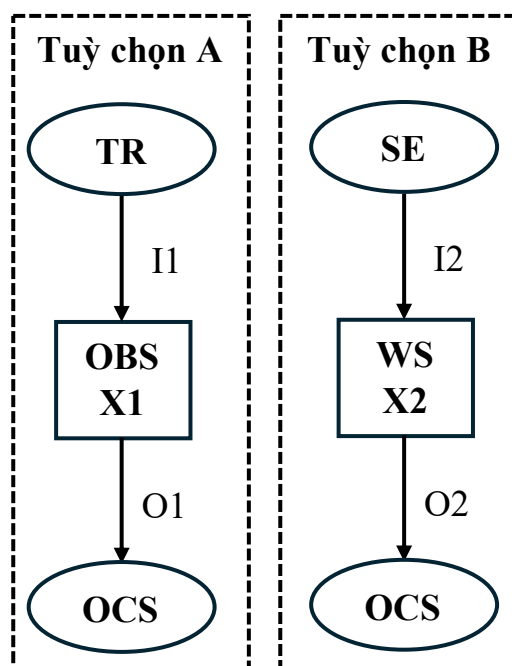 Tuỳ chọn A
TR
I1
OBS
X1
O1
OCS
Tuỳ chọn B
SE
I2
WS
X2
O2
OCS